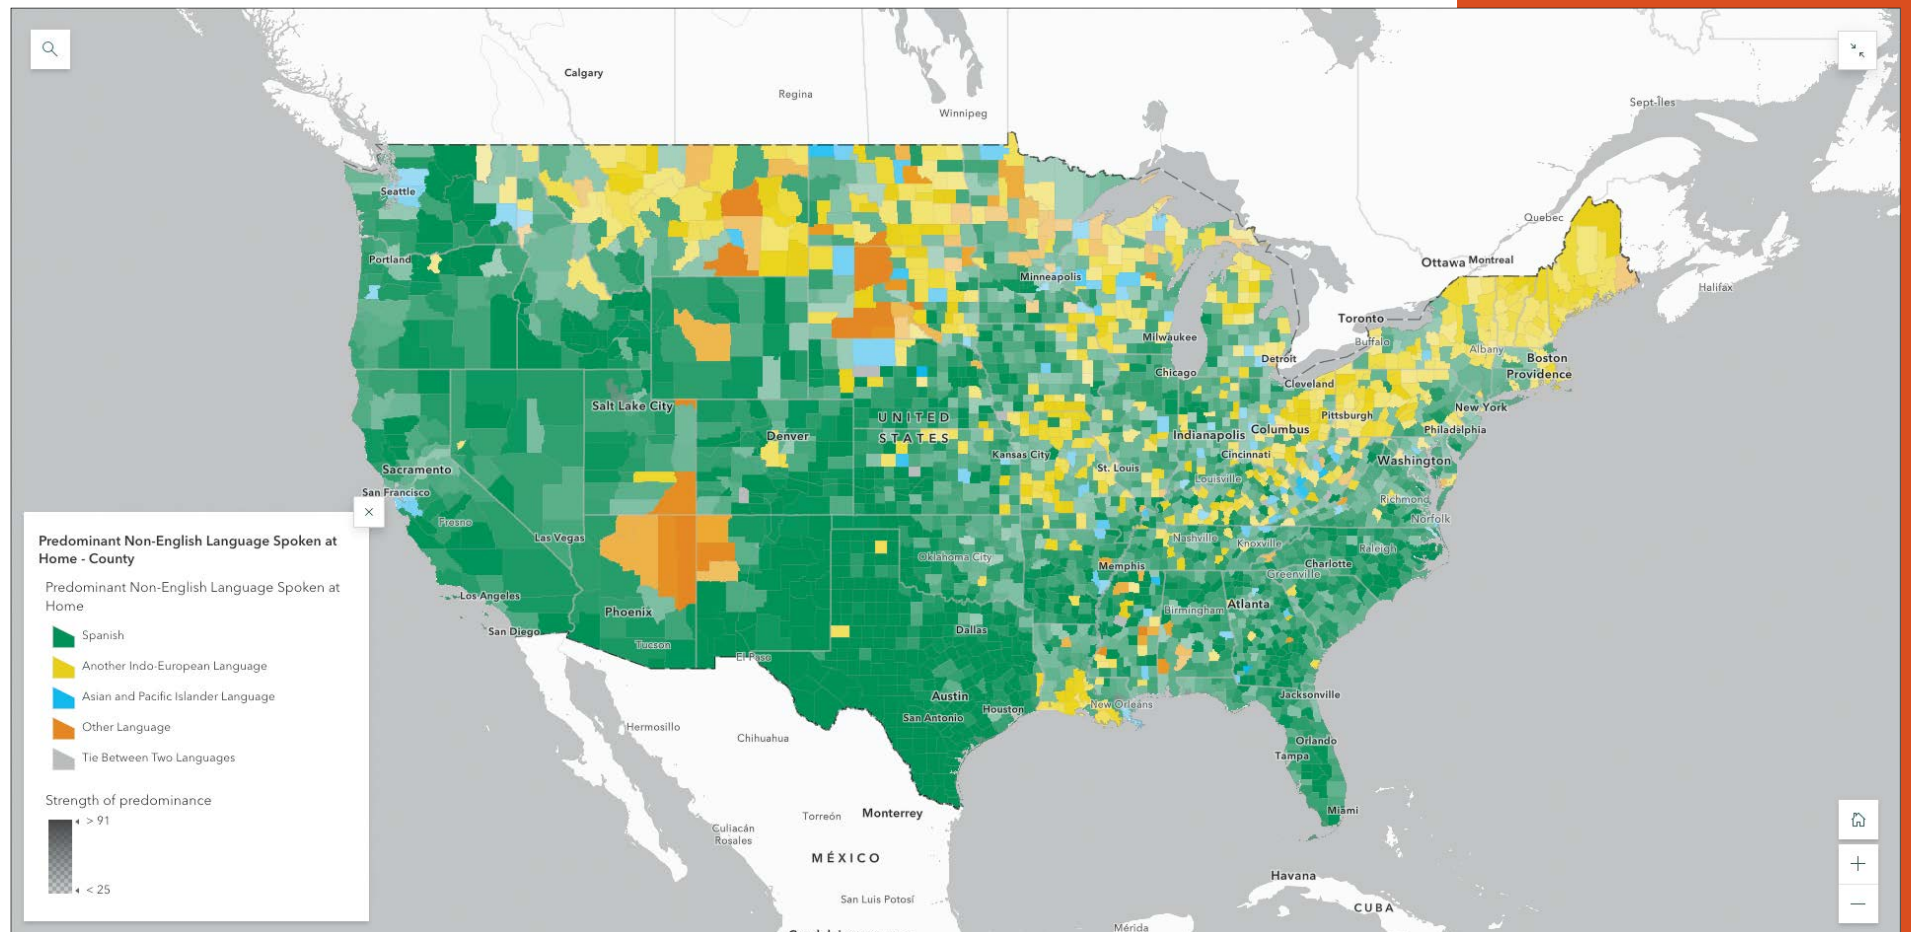 Calgary
Regina
Winnipeg
Sept-Îles
Seattle
Quebec
Portland
Ottawa
Montreal
Minneapolis
Halifax
Toronto
Milwaukee
Buffalo
Albany
Boston
Detroit
Chicago
Providence
Cleveland
Salt Lake City
New York
UNITED
STATES
Pittsburgh
Denver
Indianapolis
Columbus
Philadelphia
Kansas City
Cincinnati
Washington
Sacramento
St. Louis
Louisville
San Francisco
Richmond
Fresno
Norfolk
Las Vegas
Nashville
Knoxville
Raleigh
Oklahoma City
Memphis
Charlotte
Greenville
Los Angeles
Phoenix
Birmingham
Atlanta
San Diego
Dallas
Tucson
El Paso
Austin
Jacksonville
San Antonio
Houston
New Orleans
Hermosillo
Chihuahua
Orlando
Tampa
Miami
Torreón
Monterrey
Culiacán
Rosales
MÉXICO
San Luis Potosí
Havana
CUBA
Mérida
Predominant Non-English Language Spoken at
Home - County
Predominant Non-English Language Spoken at
Home
Spanish
Another Indo-European Language
Asian and Pacific Islander Language
Other Language
Tie Between Two Languages
Strength of predominance
> 91
< 25